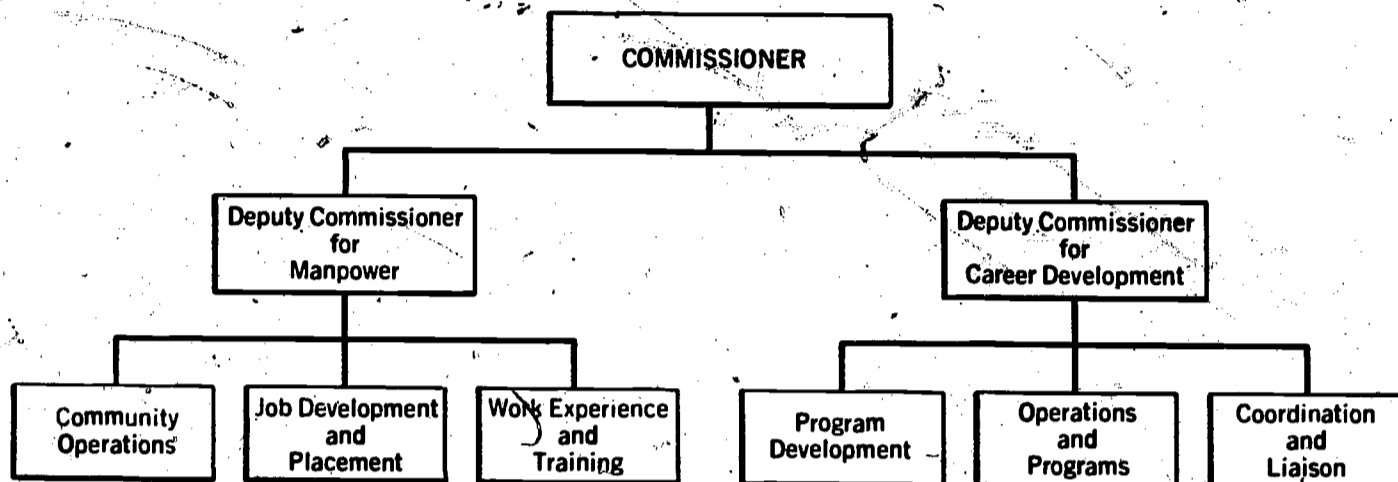 COMMISSIONER
Deputy Commissioner
for
Manpower
Deputy Commissioner
for
Career Development
Community
Operations
Job Development
and
Placement
Work Experience
and
Training
Program
Development
Operations
and
Programs
Coordination
and
Liaison